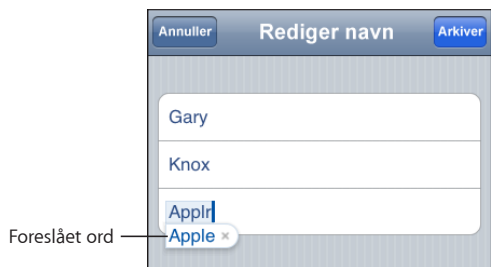 Annuller Rediger navn Arkiver
Gary
Knox
Applr
Foreslået ord Apple ×